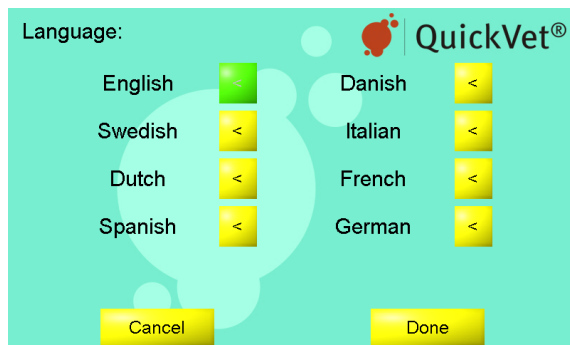 Language:
QuickVet®
English < Danish <
Swedish < Italian <
Dutch < French <
Spanish < German <
Cancel Done